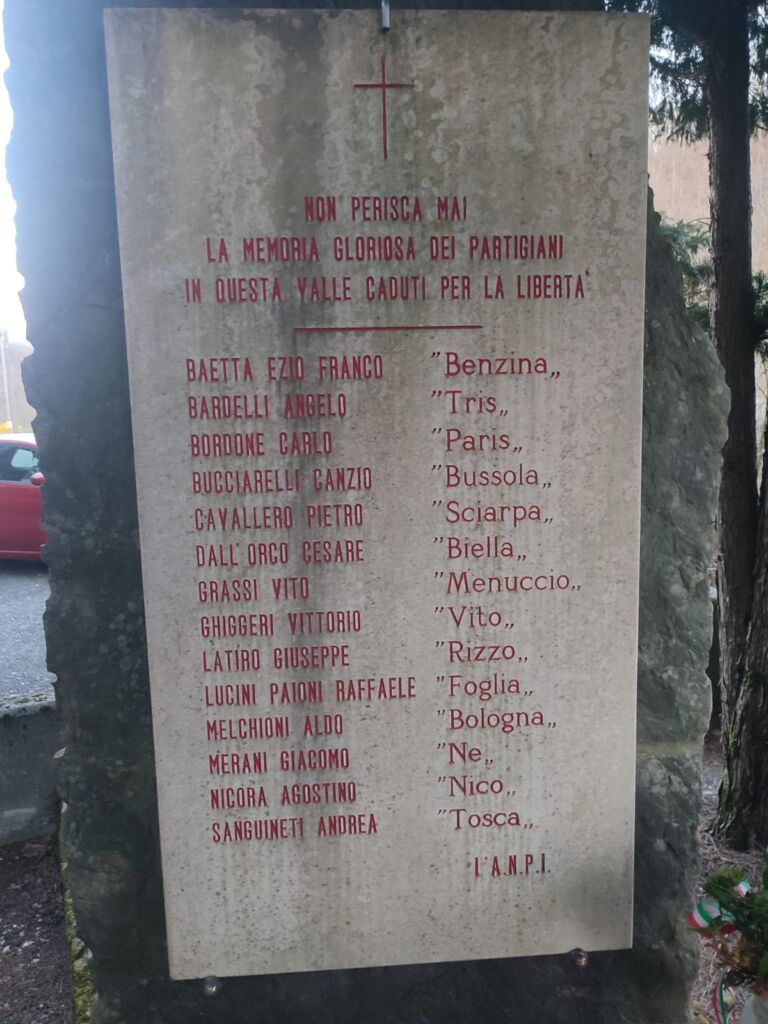 NON PERISCA MAI
LA MEMORIA GLORIOSA DEI PARTIGIANI
IN QUESTA VALLE CADUTI PER LA LIBERTA'
BAETTA EZIO FRANCO "Benzina„
BARDELLI ANGELO "Tris„
BORDONE CARLO "Paris„
BUCCIARELLI CANZIO "Bussola„
CAVALLERO PIETRO "Sciarpa„
DALL'ORCO CESARE "Biella„
GRASSI VITO "Menuccio„
GHIGGERI VITTORIO "Vito„
LATIRO GIUSEPPE "Rizzo„
LUCINI PAIONI RAFFAELE "Foglia„
MELCHIONI ALDO "Bologna„
MERANI GIACOMO "Ne„
NICORA AGOSTINO "Nico„
SANGUINETI ANDREA "Tosca„
L'A.N.P.I.